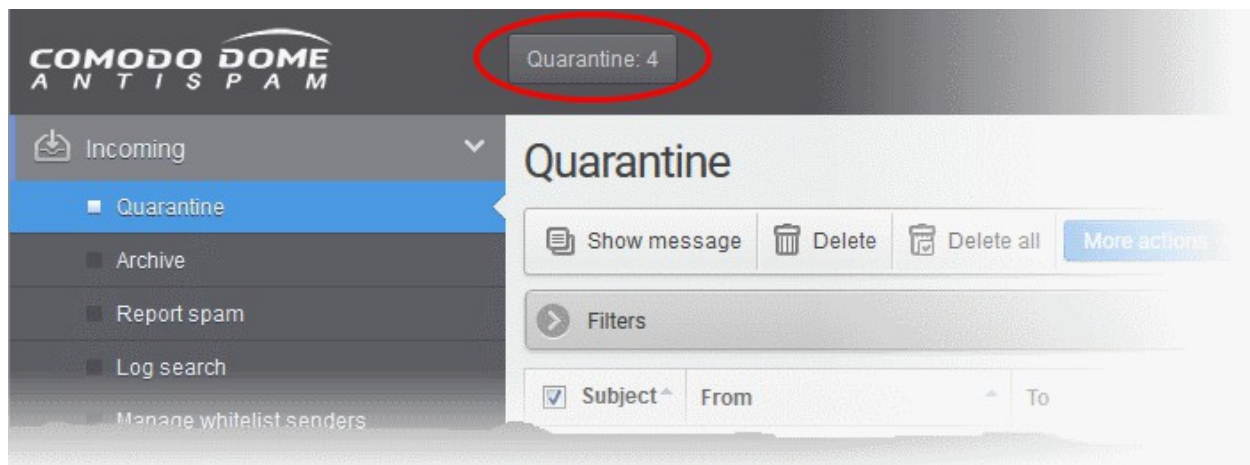 COMODO DOME
ANTISPAM
Quarantine: 4
Incoming
Quarantine
Archive
Report spam
Log search
Manage whitelist senders
Quarantine
Show message
Delete
Delete all
More actions
Filters
Subject
From
To